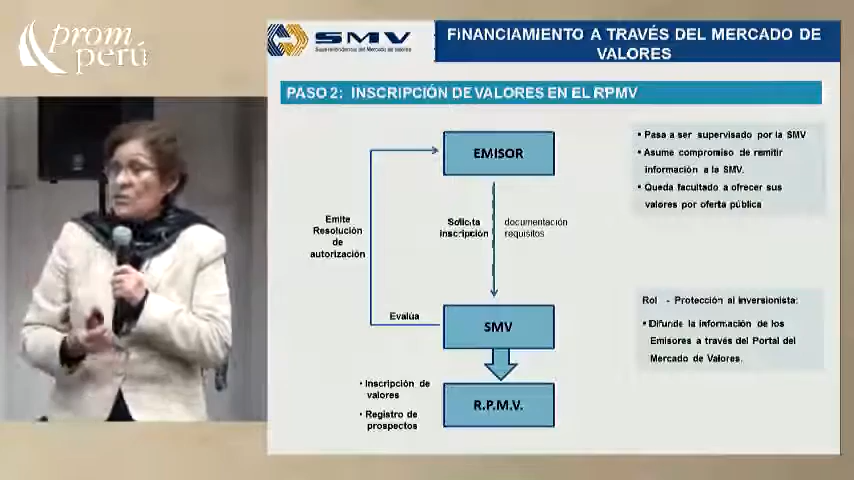 prom
perú
SMV
Superintendencia del Mercado de Valores
FINANCIAMIENTO A TRAVÉS DEL MERCADO DE
VALORES
PASO 2: INSCRIPCIÓN DE VALORES EN EL RPMV
EMISOR
Emite
Resolución
de
autorización
Solicita
inscripción
documentación
requisitos
Evalúa
SMV
• Inscripción de
valores
• Registro de
prospectos
R.P.M.V.
• Pasa a ser supervisado por la SMV
• Asume compromiso de remitir
información a la SMV.
• Queda facultado a ofrecer sus
valores por oferta pública
Rol - Protección al inversionista:
• Difunde la información de los
Emisores a través del Portal del
Mercado de Valores.